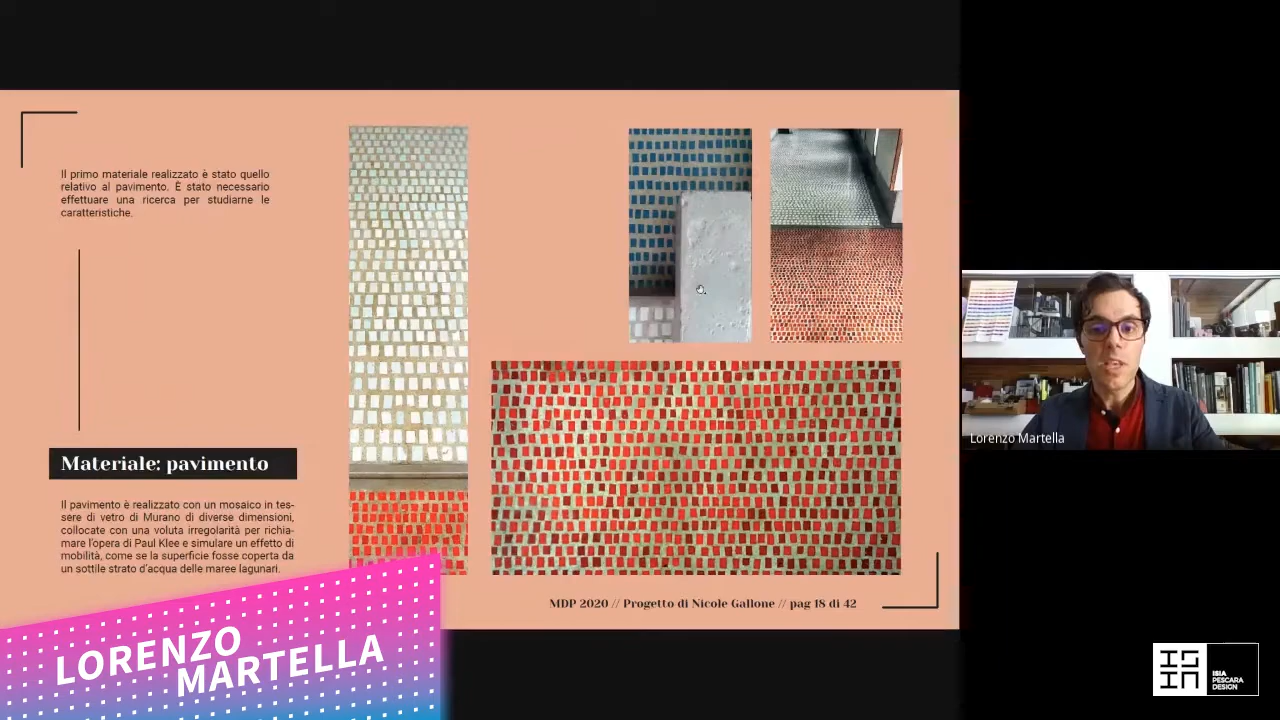 Il primo materiale realizzato è stato quello
relativo al pavimento. È stato necessario
effettuare una ricerca per studiarne le
caratteristiche.
Materiale: pavimento
Il pavimento è realizzato con un mosaico in tes-
sere di vetro di Murano di diverse dimensioni,
collocate con una voluta irregolarità per richia-
mare l'opera di Paul Klee e simulare un effetto di
mobilità, come se la superficie fosse coperta da
un sottile strato d'acqua delle maree lagunari.
MDP 2020 // Progetto di Nicole Gallone // pag 18 di 42
LORENZO
MARTELLA
Lorenzo Martella
ISIA
PESCARA
DESIGN